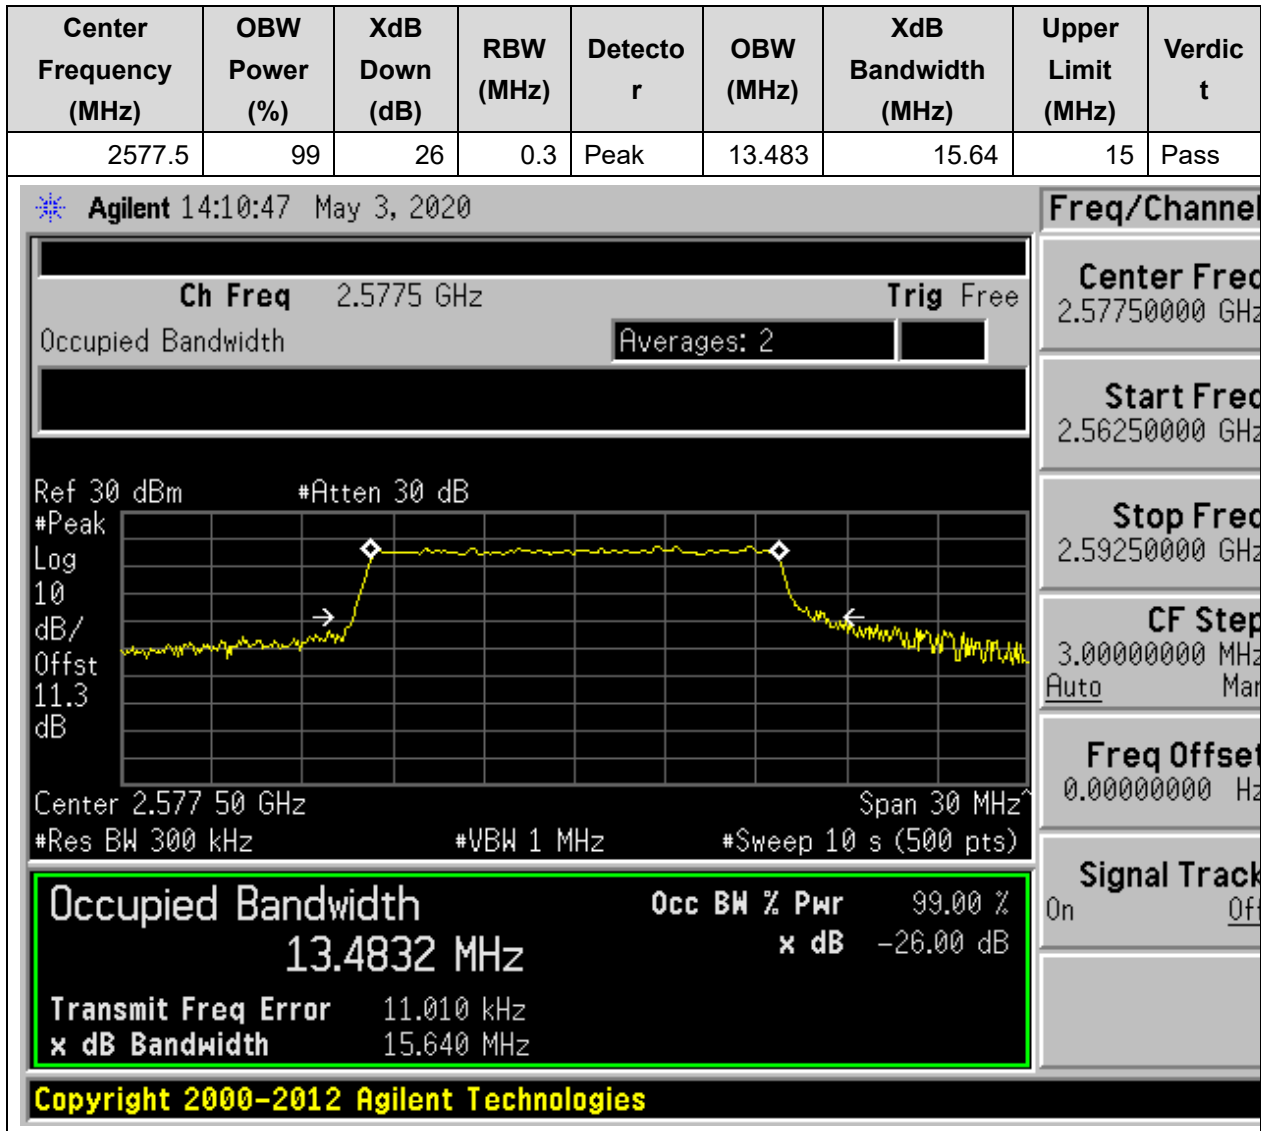 Center Frequency (MHz) OBW Power (%) XdB Down (dB) RBW (MHz) Detecto r OBW (MHz) XdB Bandwidth (MHz) Upper Limit (MHz) Verdic t
2577.5 99 26 0.3 Peak 13.483 15.64 15 Pass
Agilent 14:10:47 May 3, 2020
Freq/Channel
Ch Freq 2.5775 GHz Trig Free
Occupied Bandwidth Averages: 2
Center Freq
2.57750000 GHz
Start Freq
2.56250000 GHz
Stop Freq
2.59250000 GHz
CF Step
3.00000000 MHz
Auto Man
Freq Offset
0.00000000 Hz
Signal Track
On Off
Ref 30 dBm #Atten 30 dB
#Peak
Log
10
dB/
Offst
11.3
dB
Center 2.577 50 GHz Span 30 MHz^
#Res BW 300 kHz #VBW 1 MHz #Sweep 10 s (500 pts)
Occupied Bandwidth Occ BW % Pwr 99.00 %
13.4832 MHz x dB -26.00 dB
Transmit Freq Error 11.010 kHz
x dB Bandwidth 15.640 MHz
Copyright 2000-2012 Agilent Technologies